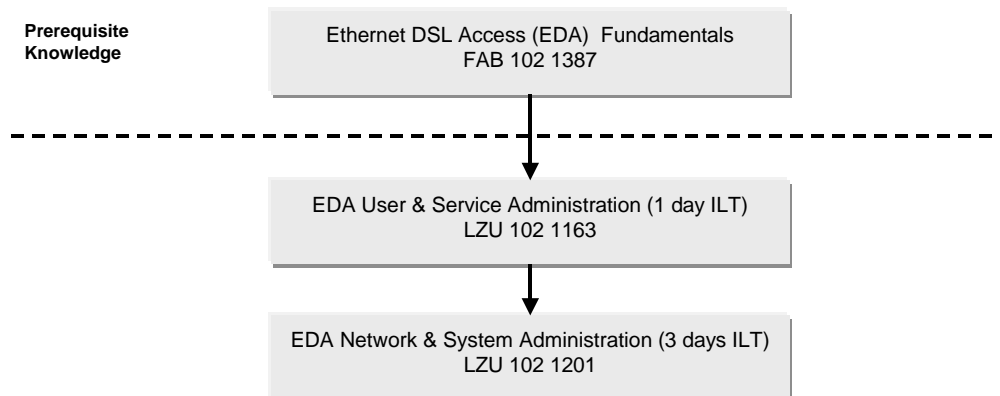 Prerequisite
Knowledge
Ethernet DSL Access (EDA) Fundamentals
FAB 102 1387
EDA User & Service Administration (1 day ILT)
LZU 102 1163
EDA Network & System Administration (3 days ILT)
LZU 102 1201